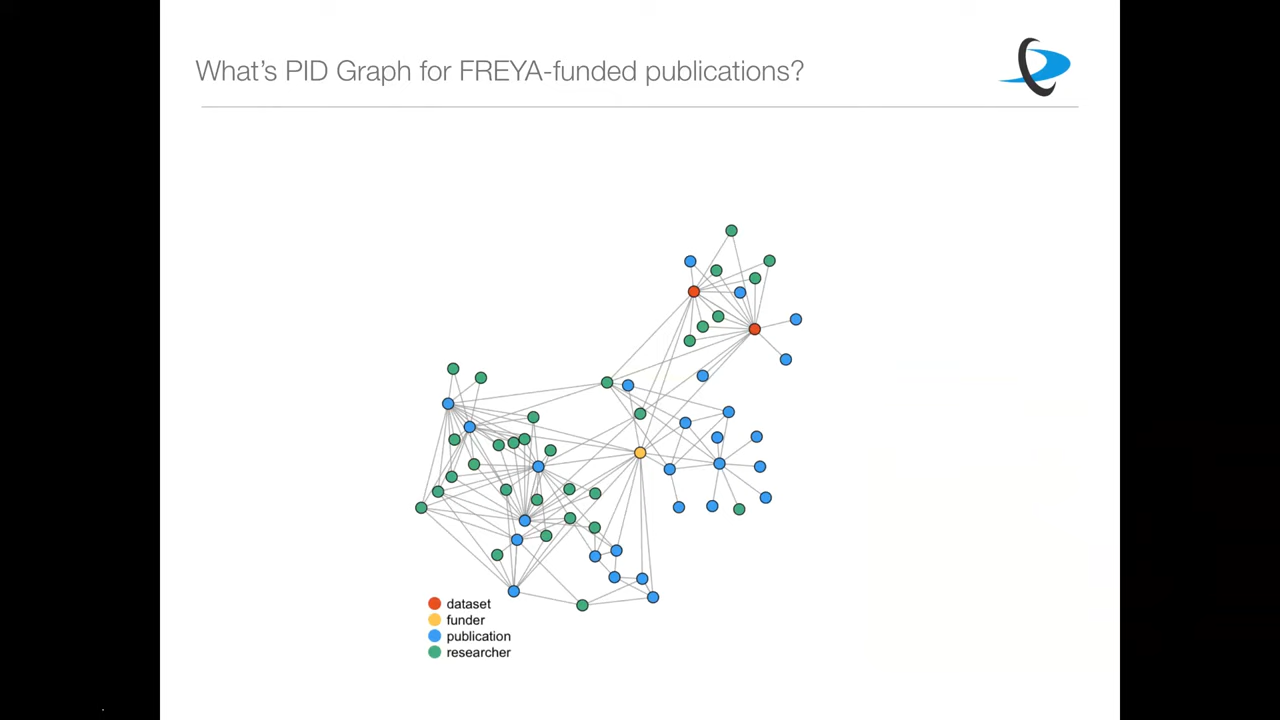 What's PID Graph for FREYA-funded publications?
dataset
funder
publication
researcher